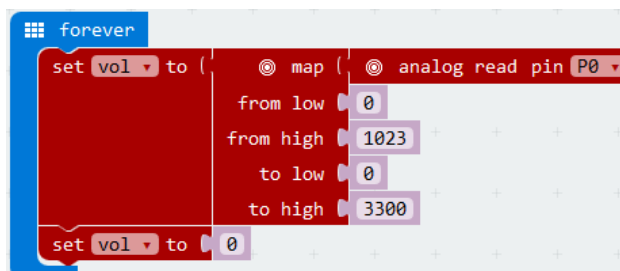 forever
set vol to map analog read pin P0
from low 0
from high 1023
to low 0
to high 3300
set vol to 0